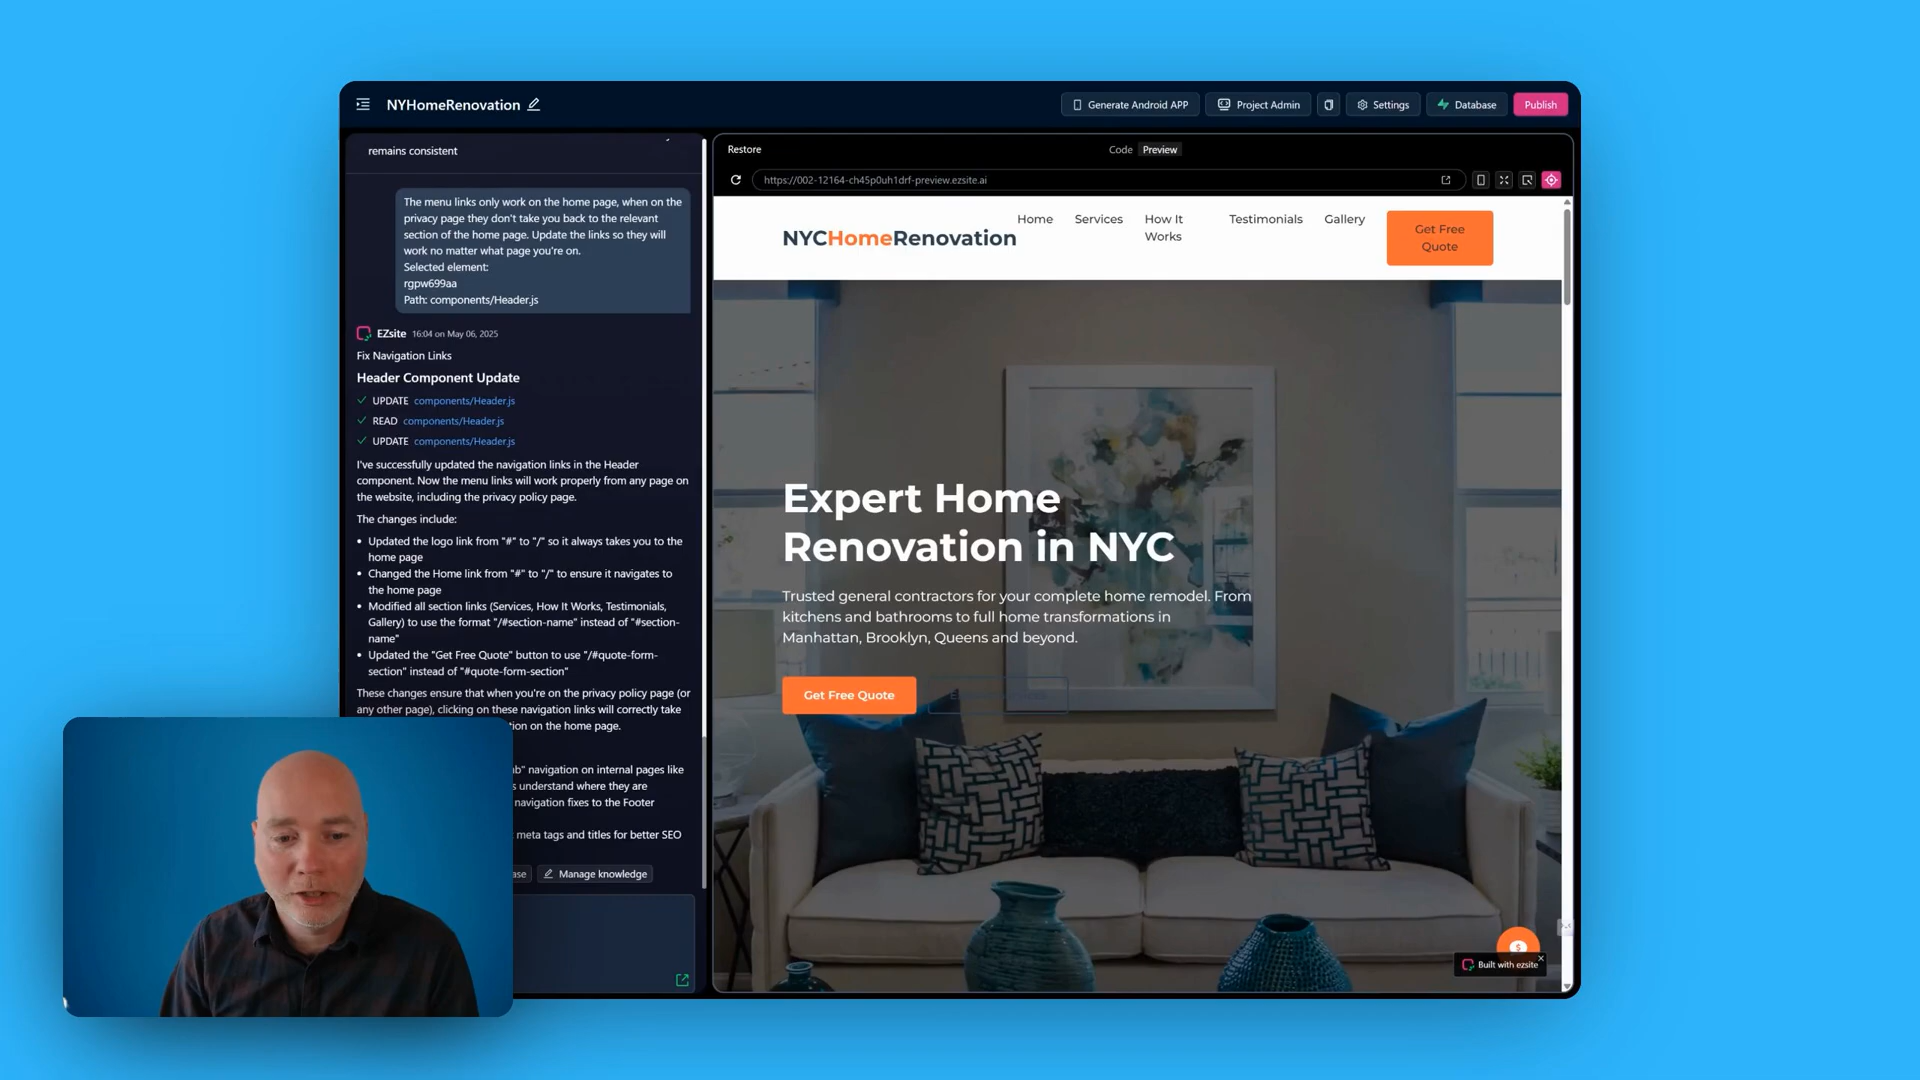 NYHomeRenovation
Generate Android APP
Project Admin
Settings
Database
Publish
remains consistent
The menu links only work on the home page, when on the
privacy page they don't take you back to the relevant
section of the home page. Update the links so they will
work no matter what page you're on.
Selected element:
rgpw699aa
Path: components/Header.js
EZsite 16:04 on May 06, 2025
Fix Navigation Links
Header Component Update
UPDATE components/Header.js
READ components/Header.js
UPDATE components/Header.js
I've successfully updated the navigation links in the Header
component. Now the menu links will work properly from any page on
the website, including the privacy policy page.
The changes include:
• Updated the logo link from "#" to "/" so it always takes you to the
home page
• Changed the Home link from "#" to "/" to ensure it navigates to
the home page
• Modified all section links (Services, How It Works, Testimonials,
Gallery) to use the format "/#section-name" instead of "#section-
name"
• Updated the "Get Free Quote" button to use "/#quote-form-
section" instead of "#quote-form-section"
These changes ensure that when you're on the privacy policy page (or
any other page), clicking on these navigation links will correctly take
tion on the home page.
navigation on internal pages like
s understand where they are
navigation fixes to the Footer
meta tags and titles for better SEO
ase
Manage knowledge
Restore
Code Preview
https://002-12164-ch45p0uh1drf-preview.ezsite.ai
NYCHomeRenovation
Home
Services
How It
Works
Testimonials
Gallery
Get Free
Quote
Expert Home
Renovation in NYC
Trusted general contractors for your complete home remodel. From
kitchens and bathrooms to full home transformations in
Manhattan, Brooklyn, Queens and beyond.
Get Free Quote
Built with ezsite